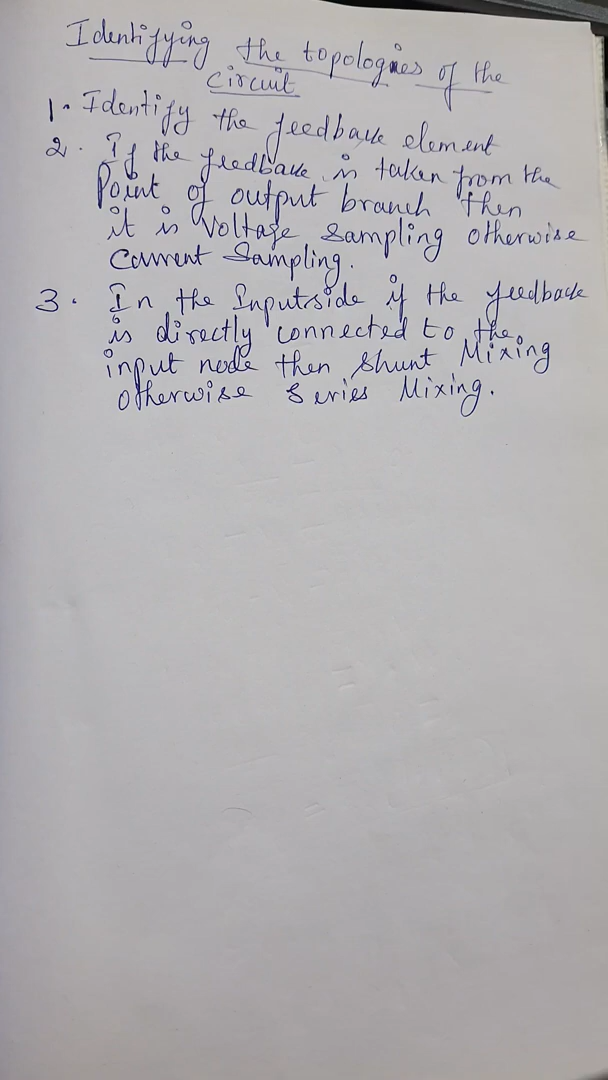 Identifying the topologies of the
circuit
1. Identify the feedback element
2. If the feedback is taken from the
Point of output branch then
it is Voltage Sampling otherwise
Current Sampling.
3. In the Inputside if the feedback
is directly connected to the
input node then Shunt Mixing
otherwise Series Mixing.